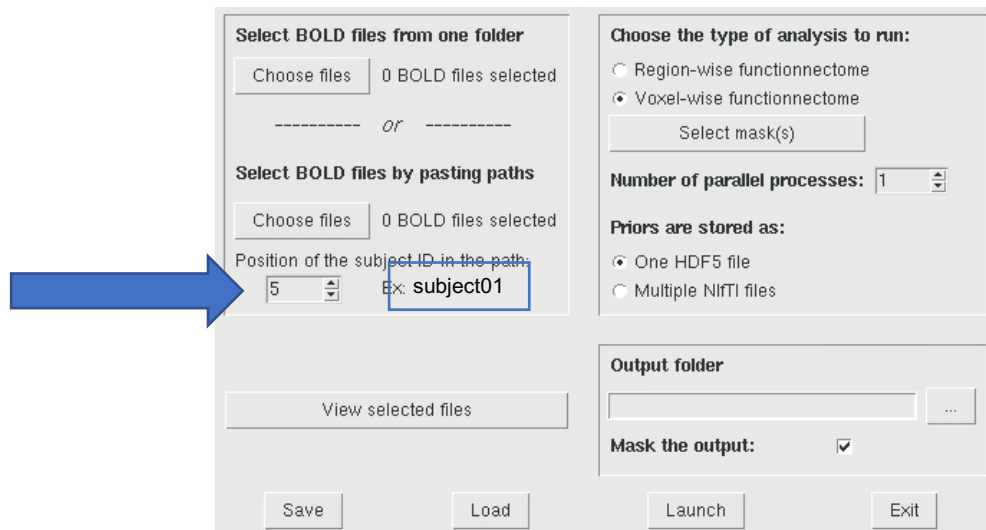 Select BOLD files from one folder
Choose files 0 BOLD files selected
---------- or ----------
Select BOLD files by pasting paths
Choose files 0 BOLD files selected
Position of the subject ID in the path:
5 Ex: subject01
View selected files
Choose the type of analysis to run:
Region-wise functionnectome
Voxel-wise functionnectome
Select mask(s)
Number of parallel processes: 1
Priors are stored as:
One HDF5 file
Multiple NIfTI files
Output folder
...
Mask the output:
Save Load Launch Exit